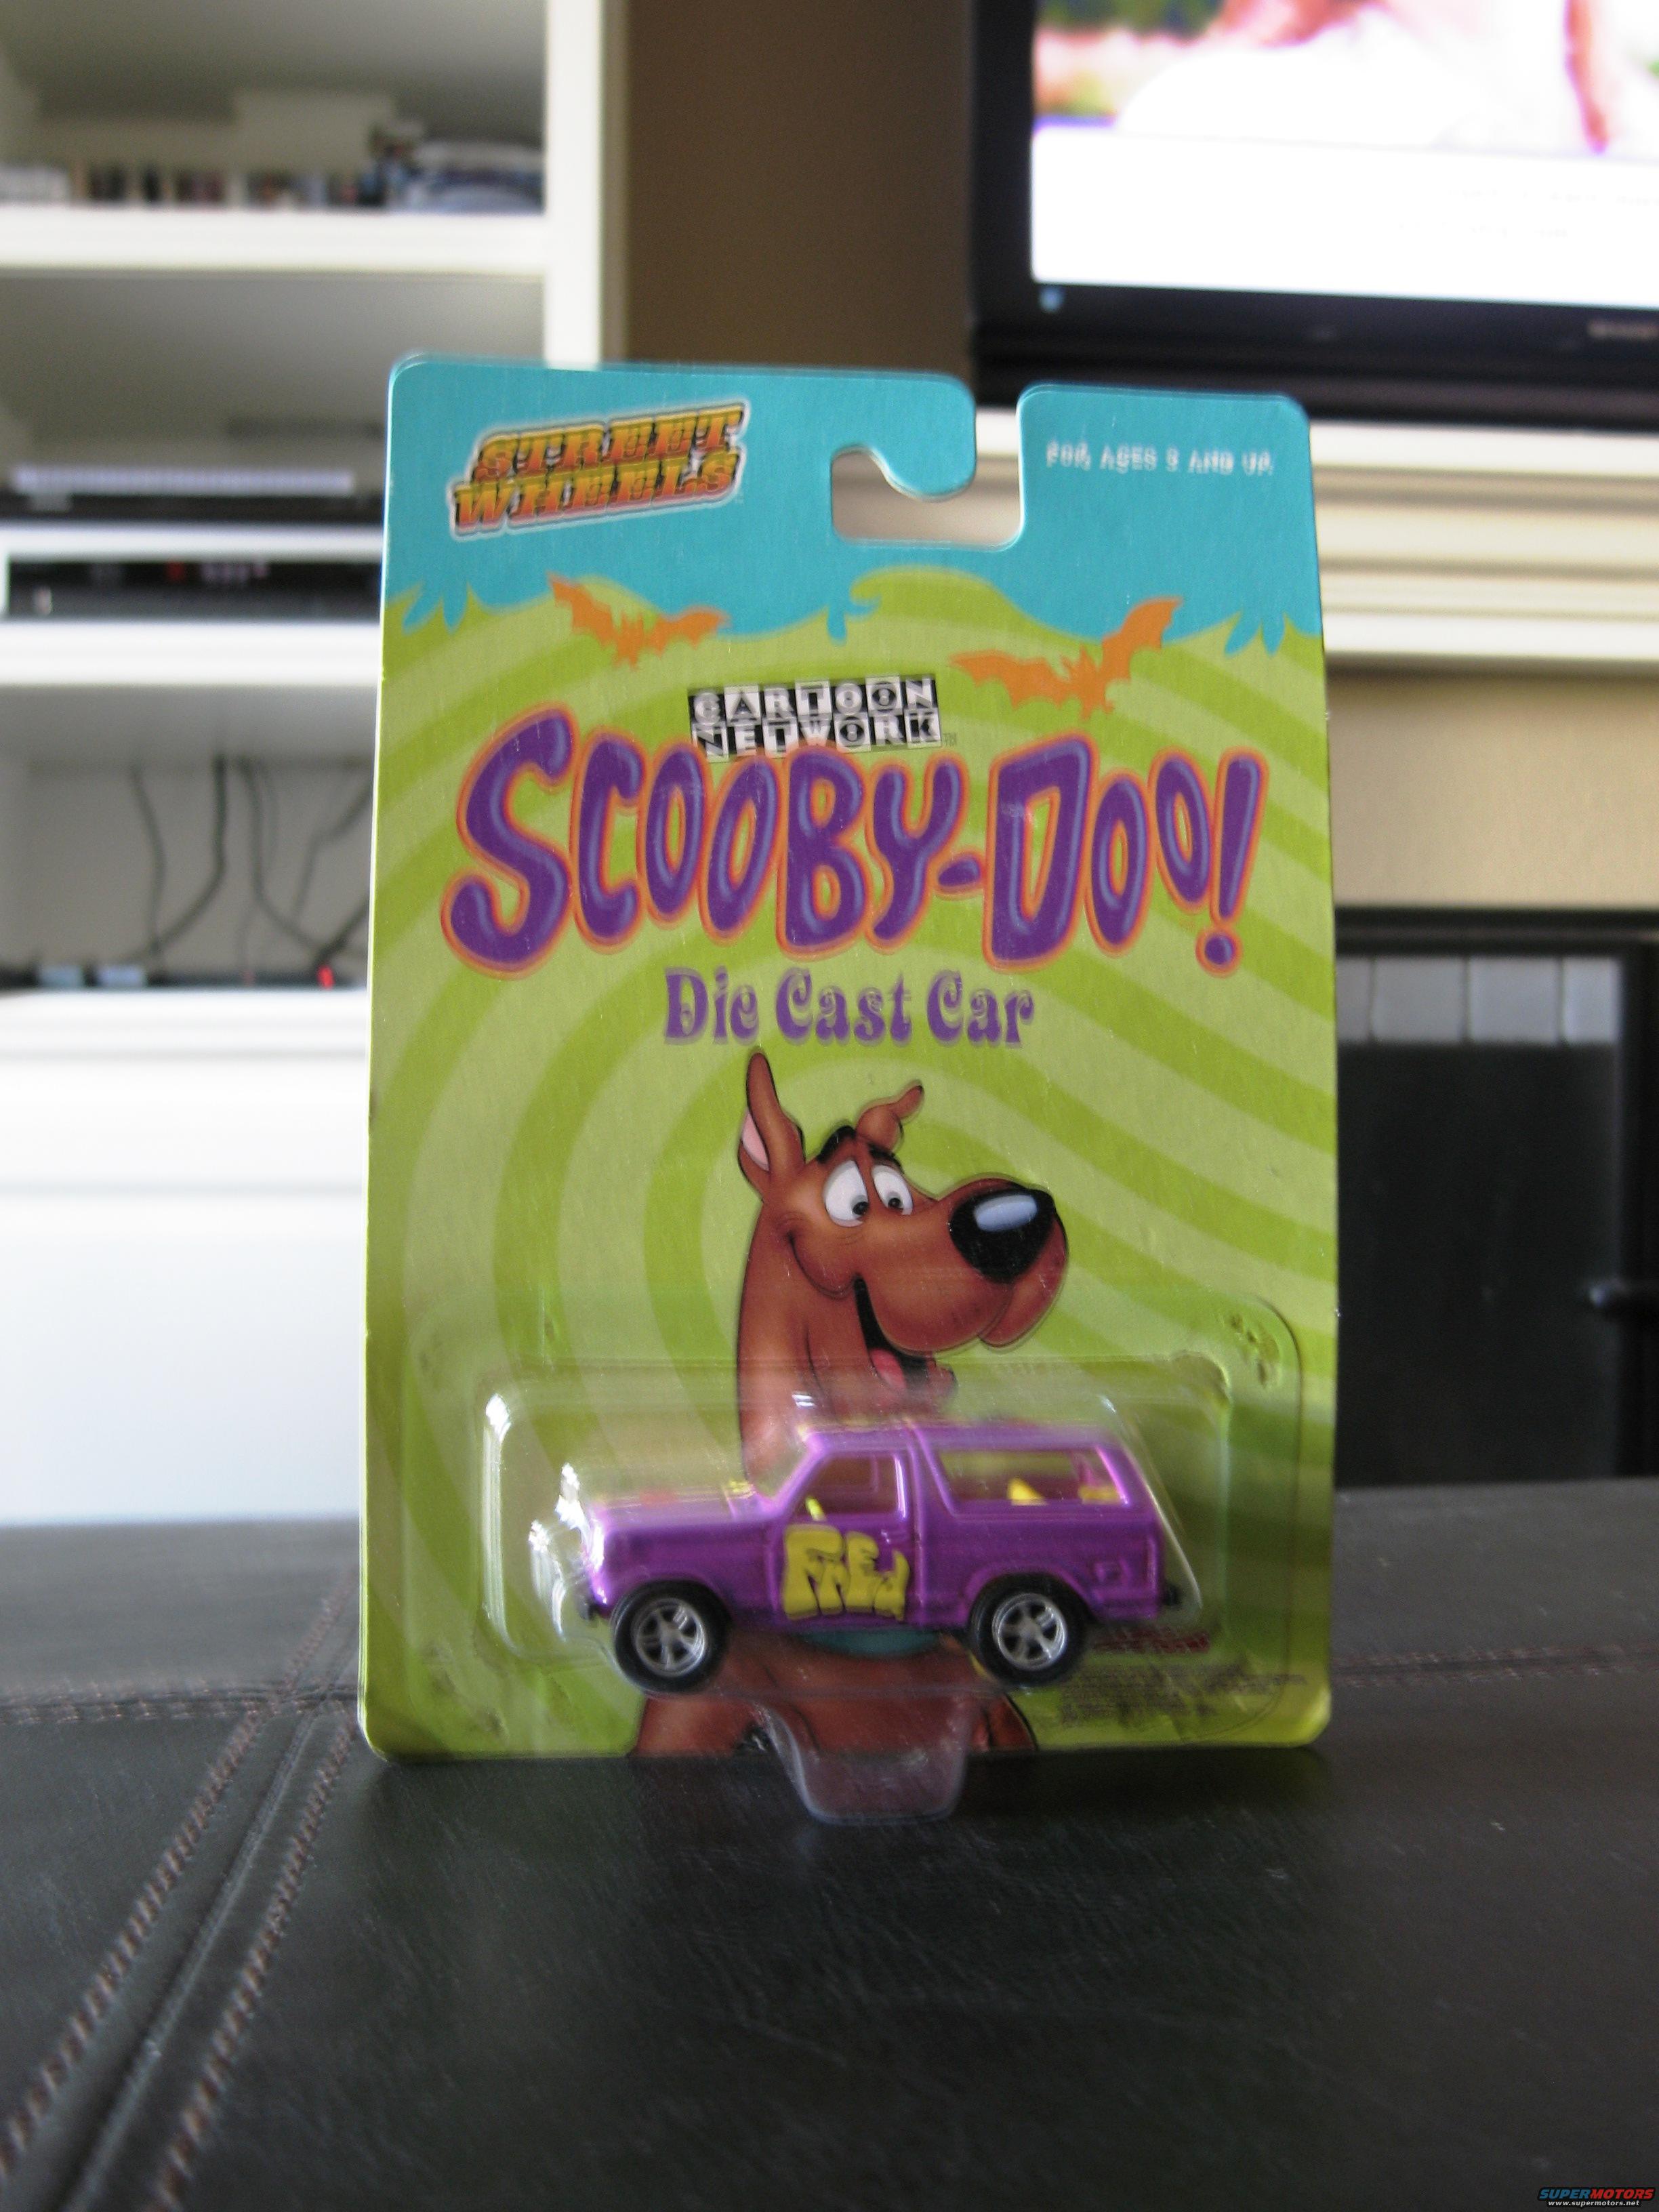 STREET
WHEELS
FOR AGES 3 AND UP.
CARTOON
NETWORK
SCOOBY-DOO!
Die Cast Car
FrEd
SUPERMOTORS
www.supermotors.net